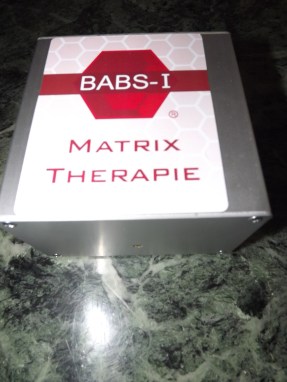 BABS-I
®
MATRIX
THERAPIE